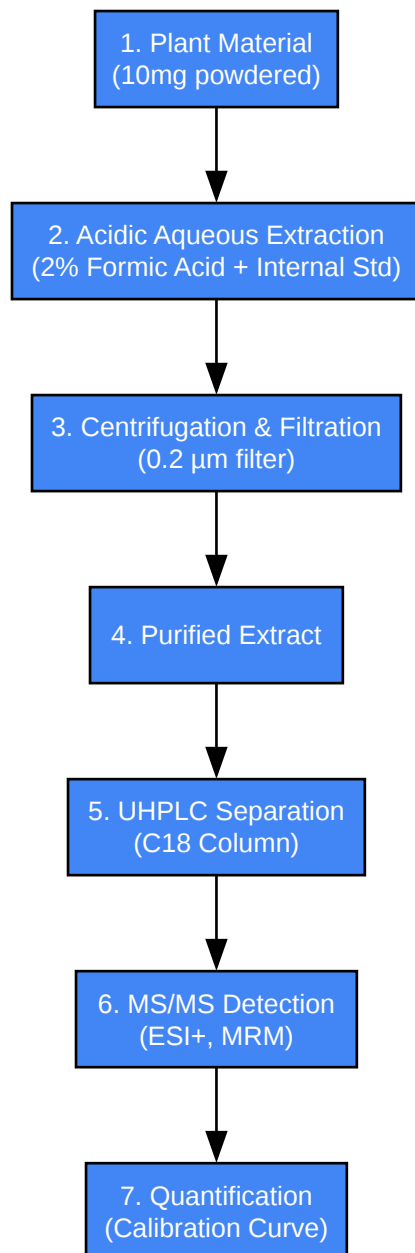 1. Plant Material
(10mg powdered)
2. Acidic Aqueous Extraction
(2% Formic Acid + Internal Std)
3. Centrifugation & Filtration
(0.2 µm filter)
4. Purified Extract
5. UHPLC Separation
(C18 Column)
6. MS/MS Detection
(ESI+, MRM)
7. Quantification
(Calibration Curve)